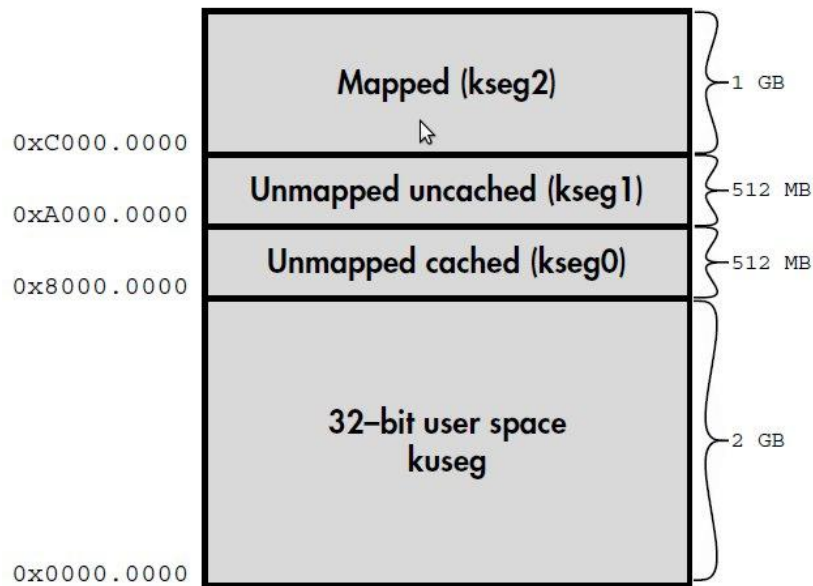 Mapped (kseg2)
1 GB
0xC000.0000
Unmapped uncached (kseg1)
512 MB
0xA000.0000
Unmapped cached (kseg0)
512 MB
0x8000.0000
32–bit user space
kuseg
2 GB
0x0000.0000